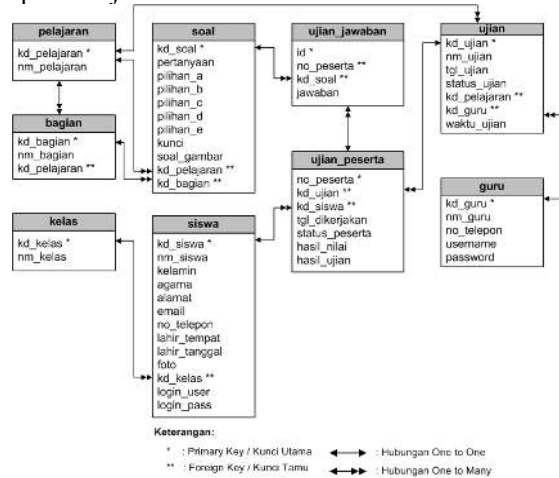 pelajaran
kd_pelajaran *
nm_pelajaran
bagian
kd_bagian *
nm_bagian
kd_pelajaran **
kelas
kd_kelas *
nm_kelas
soal
kd_soal *
pertanyaan
pilihan_a
pilihan_b
pilihan_c
pilihan_d
pilihan_e
kunci
soal_gambar
kd_pelajaran **
kd_bagian **
siswa
kd_siswa *
nm_siswa
kelamin
agama
alamat
email
no_telepon
lahir_tempat
lahir_tanggal
foto
kd_kelas **
login_user
login_pass
ujian_jawaban
id *
no_peserta **
kd_soal **
jawaban
ujian_peserta
no_peserta *
kd_ujian **
kd_siswa **
tgl_dikerjakan
status_peserta
hasil_nilai
hasil_ujian
ujian
kd_ujian *
nm_ujian
tgl_ujian
status_ujian
kd_pelajaran **
kd_guru **
waktu_ujian
guru
kd_guru *
nm_guru
no_telepon
username
password
Keterangan:
* : Primary Key / Kunci Utama : Hubungan One to One
** : Foreign Key / Kunci Tamu : Hubungan One to Many